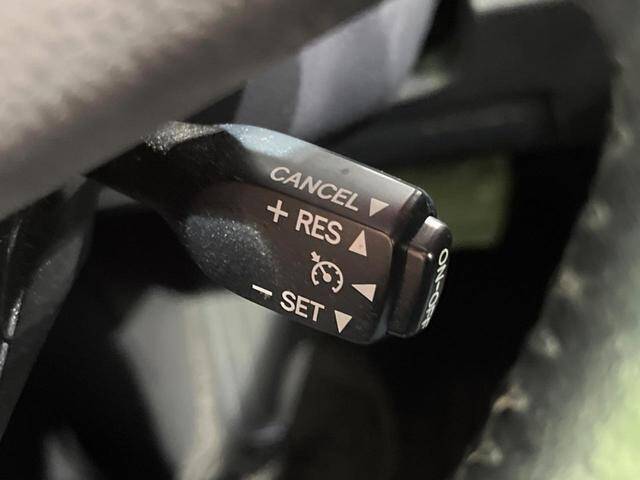 CANCEL ▼
+ RES ▲
◀
− SET ▼
ON-OFF